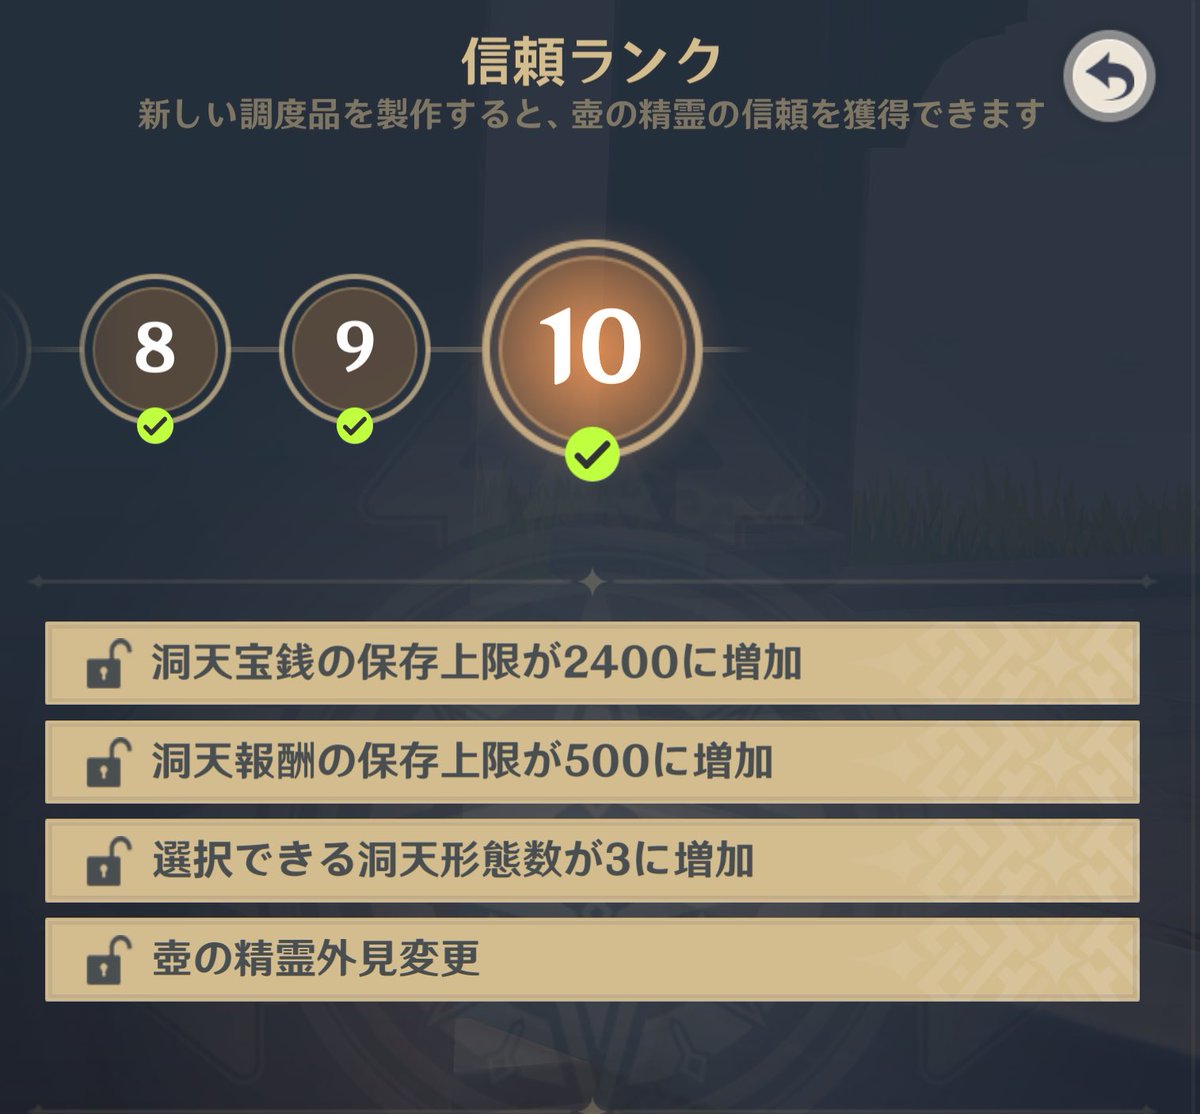 信頼ランク
新しい調度品を製作すると、壺の精霊の信頼を獲得できます
8 9 10
洞天宝銭の保存上限が2400に増加
洞天報酬の保存上限が500に増加
選択できる洞天形態数が3に増加
壺の精霊外見変更